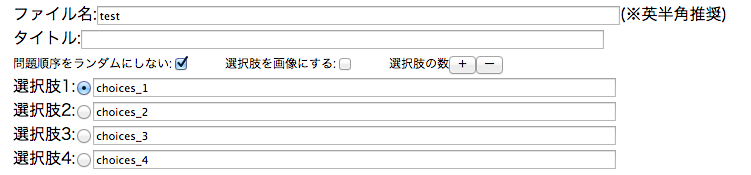 ファイル名:test(※英半角推奨)
タイトル:
問題順序をランダムにしない: 選択肢を画像にする: 選択肢の数 + −
選択肢1: choices_1
選択肢2: choices_2
選択肢3: choices_3
選択肢4: choices_4